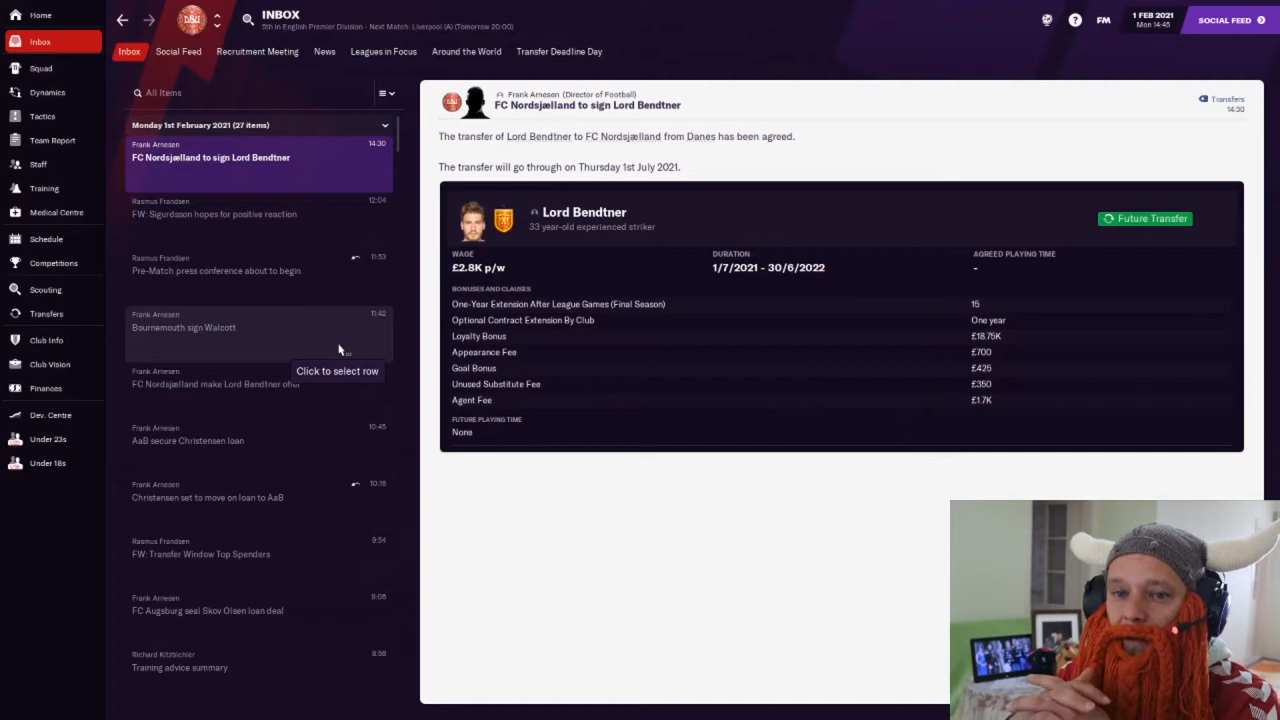 Home
Inbox
Squad
Dynamics
Tactics
Team Report
Staff
Training
Medical Centre
Schedule
Competitions
Scouting
Transfers
Club Info
Club Vision
Finances
Dev. Centre
Under 23s
Under 18s
DBU
INBOX
5th in English Premier Division - Next Match: Liverpool (A) (Tomorrow 20:00)
? FM
1 FEB 2021
Mon 14:45
SOCIAL FEED
Inbox Social Feed Recruitment Meeting News Leagues in Focus Around the World Transfer Deadline Day
All Items
Monday 1st February 2021 (27 items)
Frank Arnesen 14:30
FC Nordsjælland to sign Lord Bendtner
Rasmus Frandsen 12:04
FW: Sigurdsson hopes for positive reaction
Rasmus Frandsen 11:53
Pre-Match press conference about to begin
Frank Arnesen 11:42
Bournemouth sign Walcott
Click to select row
Frank Arnesen
FC Nordsjælland make Lord Bendtner offer
Frank Arnesen 10:45
AaB secure Christensen loan
Frank Arnesen 10:16
Christensen set to move on loan to AaB
Rasmus Frandsen 9:54
FW: Transfer Window Top Spenders
Frank Arnesen 9:06
FC Augsburg seal Skov Olsen loan deal
Richard Kitzbichler 8:58
Training advice summary
Frank Arnesen (Director of Football)
FC Nordsjælland to sign Lord Bendtner
Transfers
14:30
The transfer of Lord Bendtner to FC Nordsjælland from Danes has been agreed.
The transfer will go through on Thursday 1st July 2021.
Lord Bendtner
33 year-old experienced striker
Future Transfer
WAGE DURATION AGREED PLAYING TIME
£2.8K p/w 1/7/2021 - 30/6/2022 -
BONUSES AND CLAUSES
One-Year Extension After League Games (Final Season) 15
Optional Contract Extension By Club One year
Loyalty Bonus £18.75K
Appearance Fee £700
Goal Bonus £425
Unused Substitute Fee £350
Agent Fee £1.7K
FUTURE PLAYING TIME
None